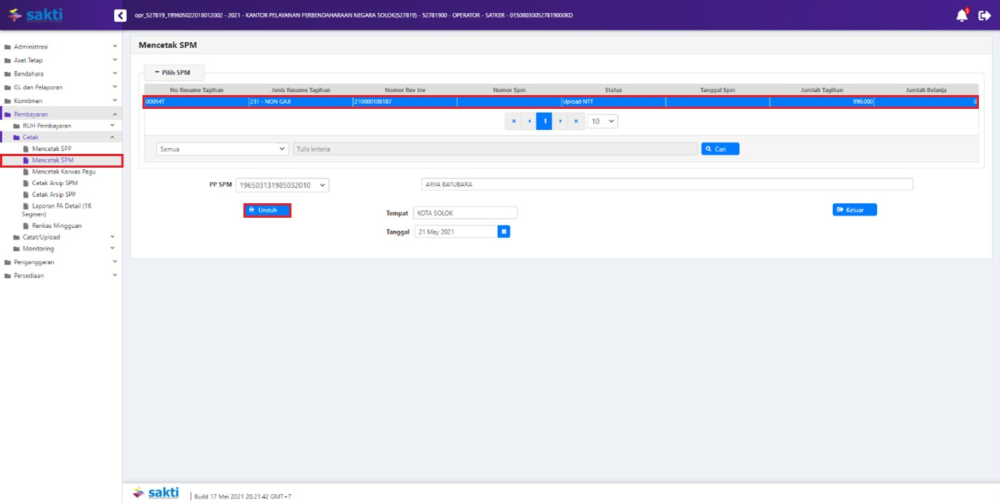 sakti
opr_527819_199605022018012002 - 2021 - KANTOR PELAYANAN PERBENDAHARAAN NEGARA SOLOK(527819) - 52781900 - OPERATOR - SATKER - 015080300527819000KD
3
Administrasi
Aset Tetap
Bendahara
GL dan Pelaporan
Komitmen
Pembayaran
RUH Pembayaran
Cetak
Mencetak SPP
Mencetak SPM
Mencetak Karwas Pagu
Cetak Arsip SPM
Cetak Arsip SPP
Laporan FA Detail (16
Segmen)
Renkas Mingguan
Catat/Upload
Monitoring
Penganggaran
Persediaan
Mencetak SPM
Pilih SPM
No Resume Tagihan Jenis Resume Tagihan Nomor Rev Inv Nomor Spm Status Tanggal Spm Jumlah Tagihan Jumlah Belanja
00054T 231 - NON GAJI 210000108187 Upload NTT 990.000 0
1 10
Semua Tulis kriteria Cari
PP SPM 196503131985032010 ARYA BATUBARA
Unduh Tempat KOTA SOLOK Keluar
Tanggal 21 May 2021
sakti Build 17 Mei 2021 20.21.42 GMT+7